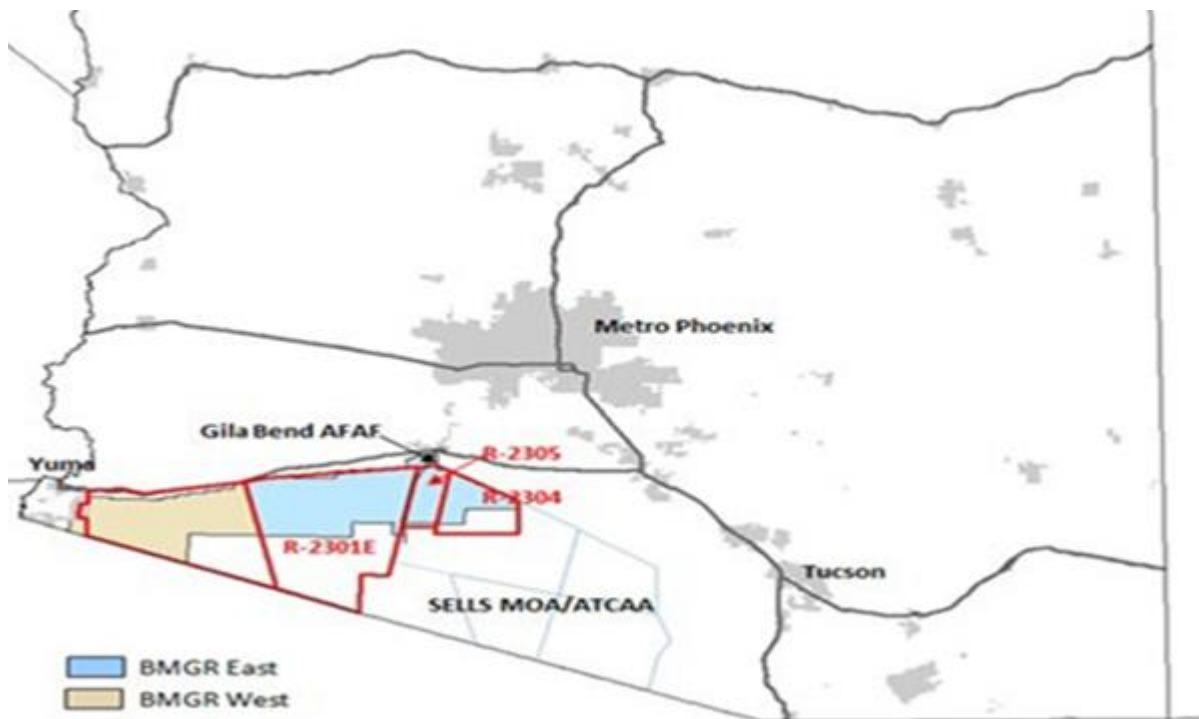 Metro Phoenix
Gila Bend AFAF
R-2305
Yuma
R-2304
R-2301E
Tucson
SELLS MOA/ATCAA
BMGR East
BMGR West